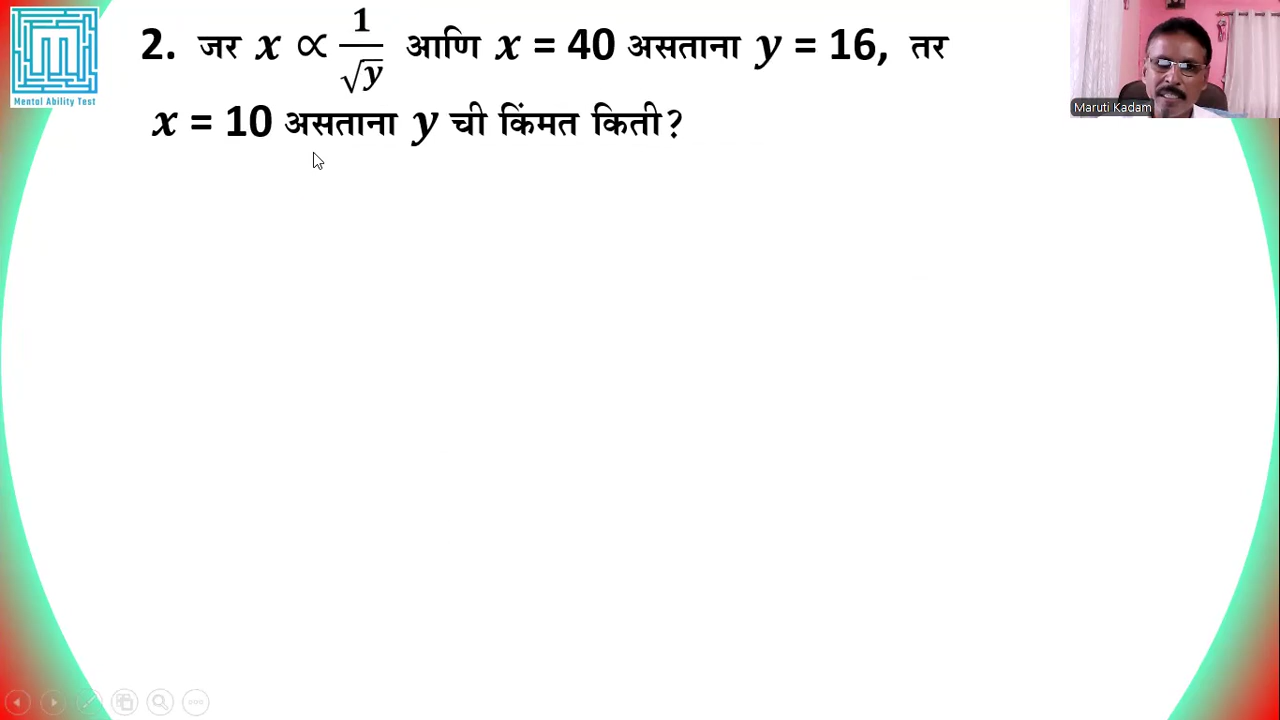 Mental Ability Test
2. जर x ∝ 1/√y आणि x = 40 असताना y = 16, तर
x = 10 असताना y ची किंमत किती?
Maruti Kadam